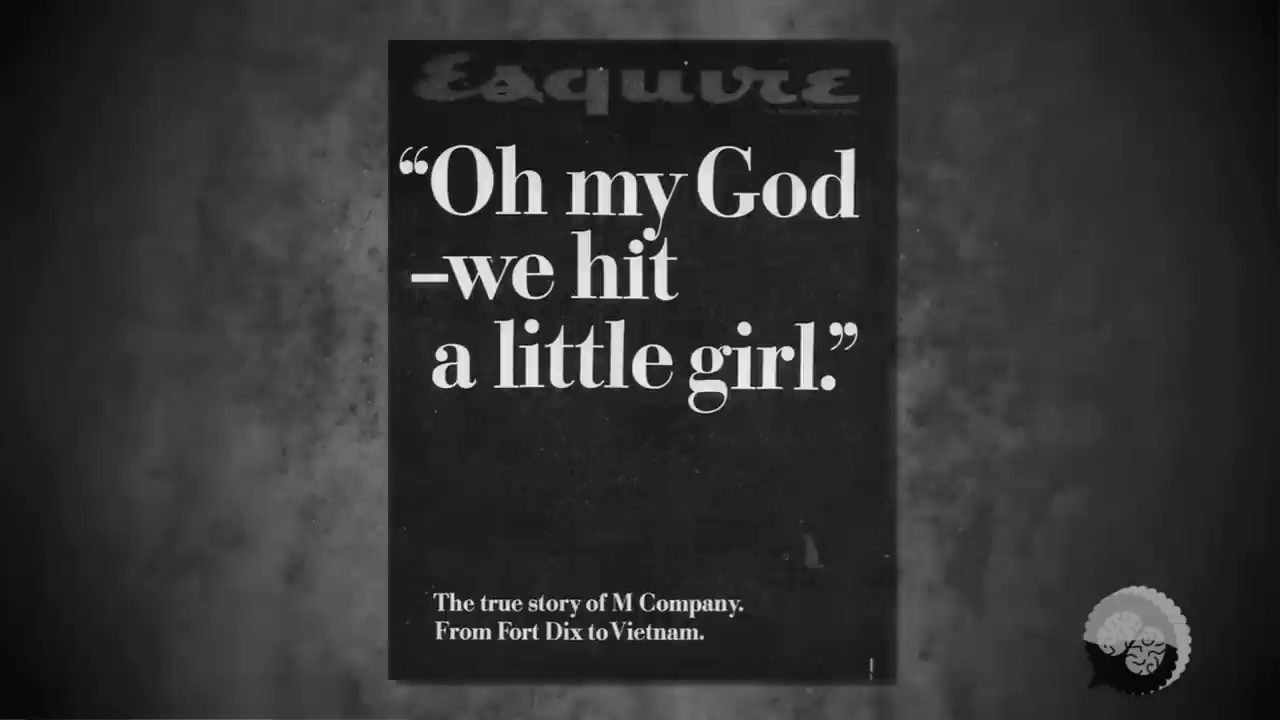 Esquire
“Oh my God
–we hit
a little girl.”
The true story of M Company.
From Fort Dix to Vietnam.